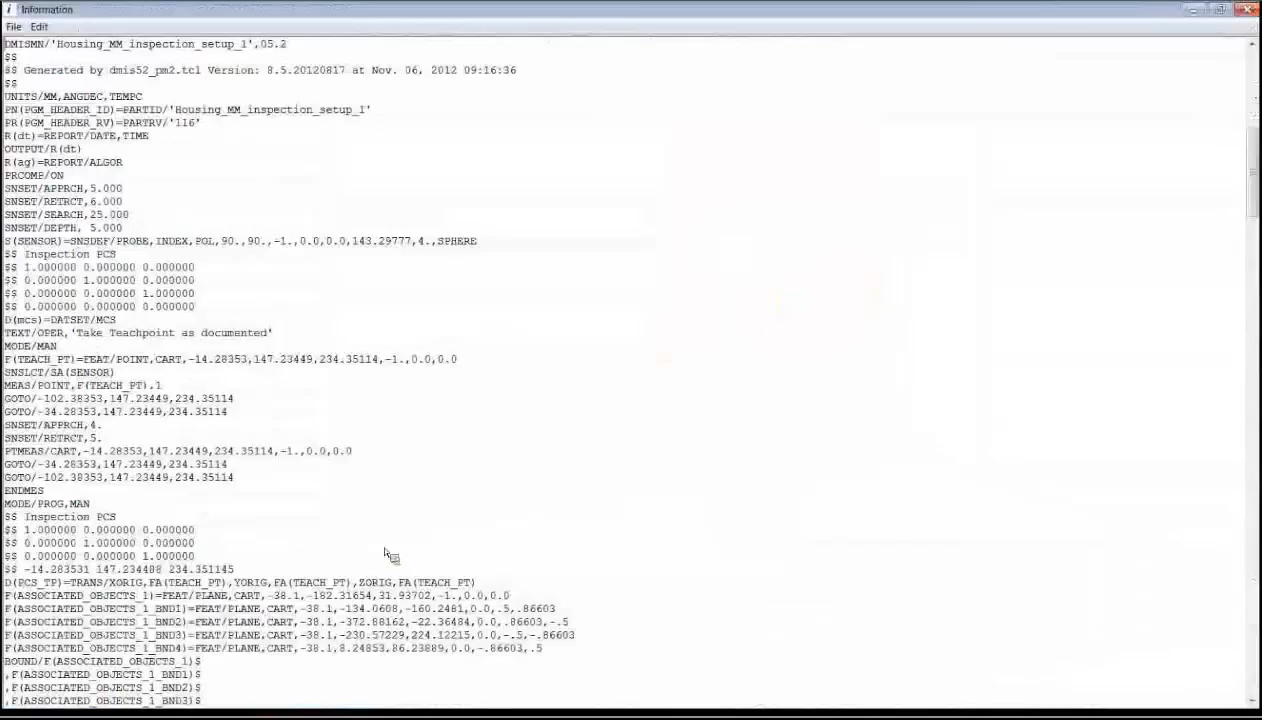 Information
File Edit
DMISMN/'Housing_MM_inspection_setup_1',05.2
$$
$$ Generated by dmis52_pm2.tcl Version: 8.5.20120817 at Nov. 06, 2012 09:16:36
$$
UNITS/MM,ANGDEC,TEMPC
PN(PGM_HEADER_ID)=PARTID/'Housing_MM_inspection_setup_1'
PR(PGM_HEADER_RV)=PARTRV/'116'
R(dt)=REPORT/DATE,TIME
OUTPUT/R(dt)
R(ag)=REPORT/ALGOR
PRCOMP/ON
SNSET/APPRCH,5.000
SNSET/RETRCT,6.000
SNSET/SEARCH,25.000
SNSET/DEPTH, 5.000
S(SENSOR)=SNSDEF/PROBE,INDEX,POL,90.,90.,-1.,0.0,0.0,143.29777,4.,SPHERE
$$ Inspection PCS
$$ 1.000000 0.000000 0.000000
$$ 0.000000 1.000000 0.000000
$$ 0.000000 0.000000 1.000000
$$ 0.000000 0.000000 0.000000
D(mcs)=DATSET/MCS
TEXT/OPER,'Take Teachpoint as documented'
MODE/MAN
F(TEACH_PT)=FEAT/POINT,CART,-14.28353,147.23449,234.35114,-1.,0.0,0.0
SNSLCT/SA(SENSOR)
MEAS/POINT,F(TEACH_PT),1
GOTO/-102.38353,147.23449,234.35114
GOTO/-34.28353,147.23449,234.35114
SNSET/APPRCH,4.
SNSET/RETRCT,5.
PTMEAS/CART,-14.28353,147.23449,234.35114,-1.,0.0,0.0
GOTO/-34.28353,147.23449,234.35114
GOTO/-102.38353,147.23449,234.35114
ENDMES
MODE/PROG,MAN
$$ Inspection PCS
$$ 1.000000 0.000000 0.000000
$$ 0.000000 1.000000 0.000000
$$ 0.000000 0.000000 1.000000
$$ -14.283531 147.234488 234.351145
D(PCS_TP)=TRANS/XORIG,FA(TEACH_PT),YORIG,FA(TEACH_PT),ZORIG,FA(TEACH_PT)
F(ASSOCIATED_OBJECTS_1)=FEAT/PLANE,CART,-38.1,-182.31654,31.93702,-1.,0.0,0.0
F(ASSOCIATED_OBJECTS_1_BND1)=FEAT/PLANE,CART,-38.1,-134.0608,-160.2481,0.0,.5,.86603
F(ASSOCIATED_OBJECTS_1_BND2)=FEAT/PLANE,CART,-38.1,-372.88162,-22.36484,0.0,.86603,-.5
F(ASSOCIATED_OBJECTS_1_BND3)=FEAT/PLANE,CART,-38.1,-230.57229,224.12215,0.0,-.5,-.86603
F(ASSOCIATED_OBJECTS_1_BND4)=FEAT/PLANE,CART,-38.1,8.24853,86.23889,0.0,-.86603,.5
BOUND/F(ASSOCIATED_OBJECTS_1)$
,F(ASSOCIATED_OBJECTS_1_BND1)$
,F(ASSOCIATED_OBJECTS_1_BND2)$
,F(ASSOCIATED_OBJECTS_1_BND3)$